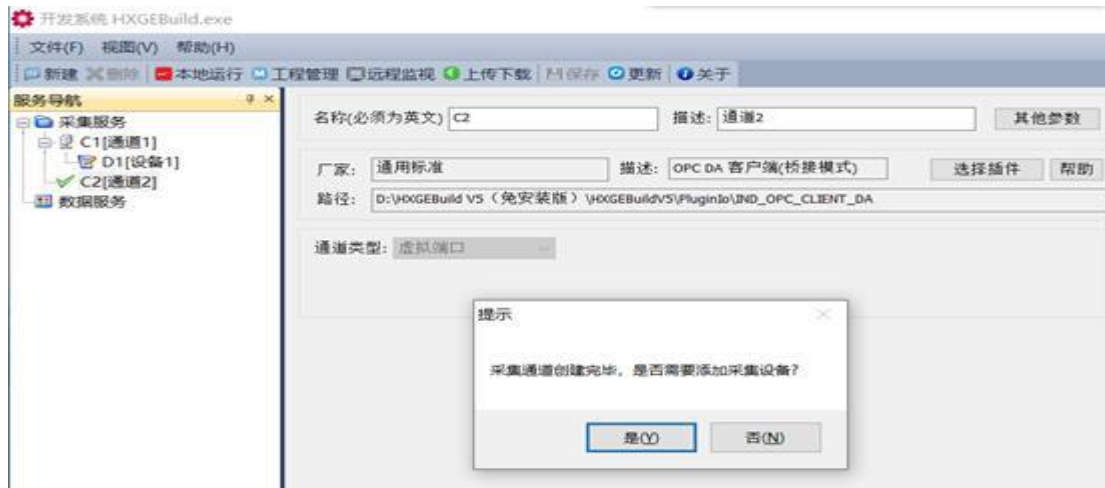 开发系统 HXGEBuild.exe
文件(F) 视图(V) 帮助(H)
新建 删除 本地运行 工程管理 远程监视 上传下载 保存 更新 关于
服务导航
采集服务
C1[通道1]
D1[设备1]
C2[通道2]
数据服务
名称(必须为英文) C2 描述: 通道2 其他参数
厂家: 通用标准 描述: OPC DA 客户端(桥接模式) 选择插件 帮助
路径: D:\HXGEBuild V5（免安装版）\HXGEBuildV5\PluginIo\IND_OPC_CLIENT_DA
通道类型: 虚拟端口
提示
采集通道创建完毕，是否需要添加采集设备?
是(Y) 否(N)